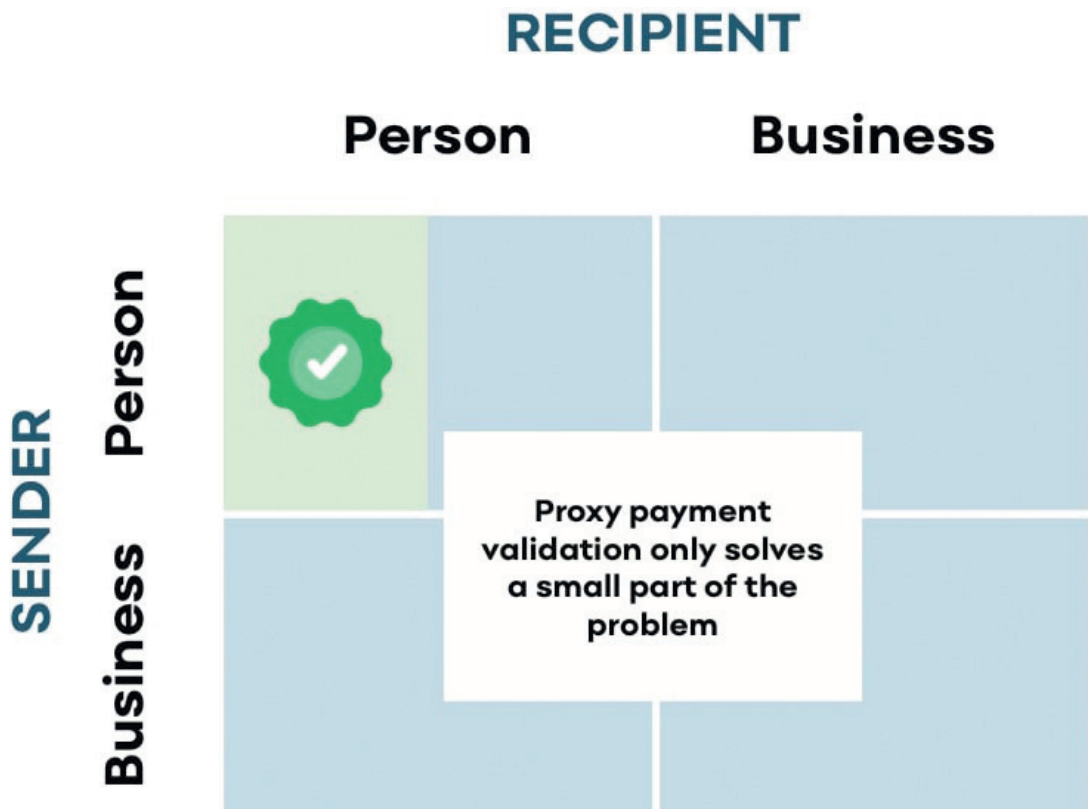 RECIPIENT
Person Business
SENDER
Person
Business
Proxy payment
validation only solves
a small part of the
problem